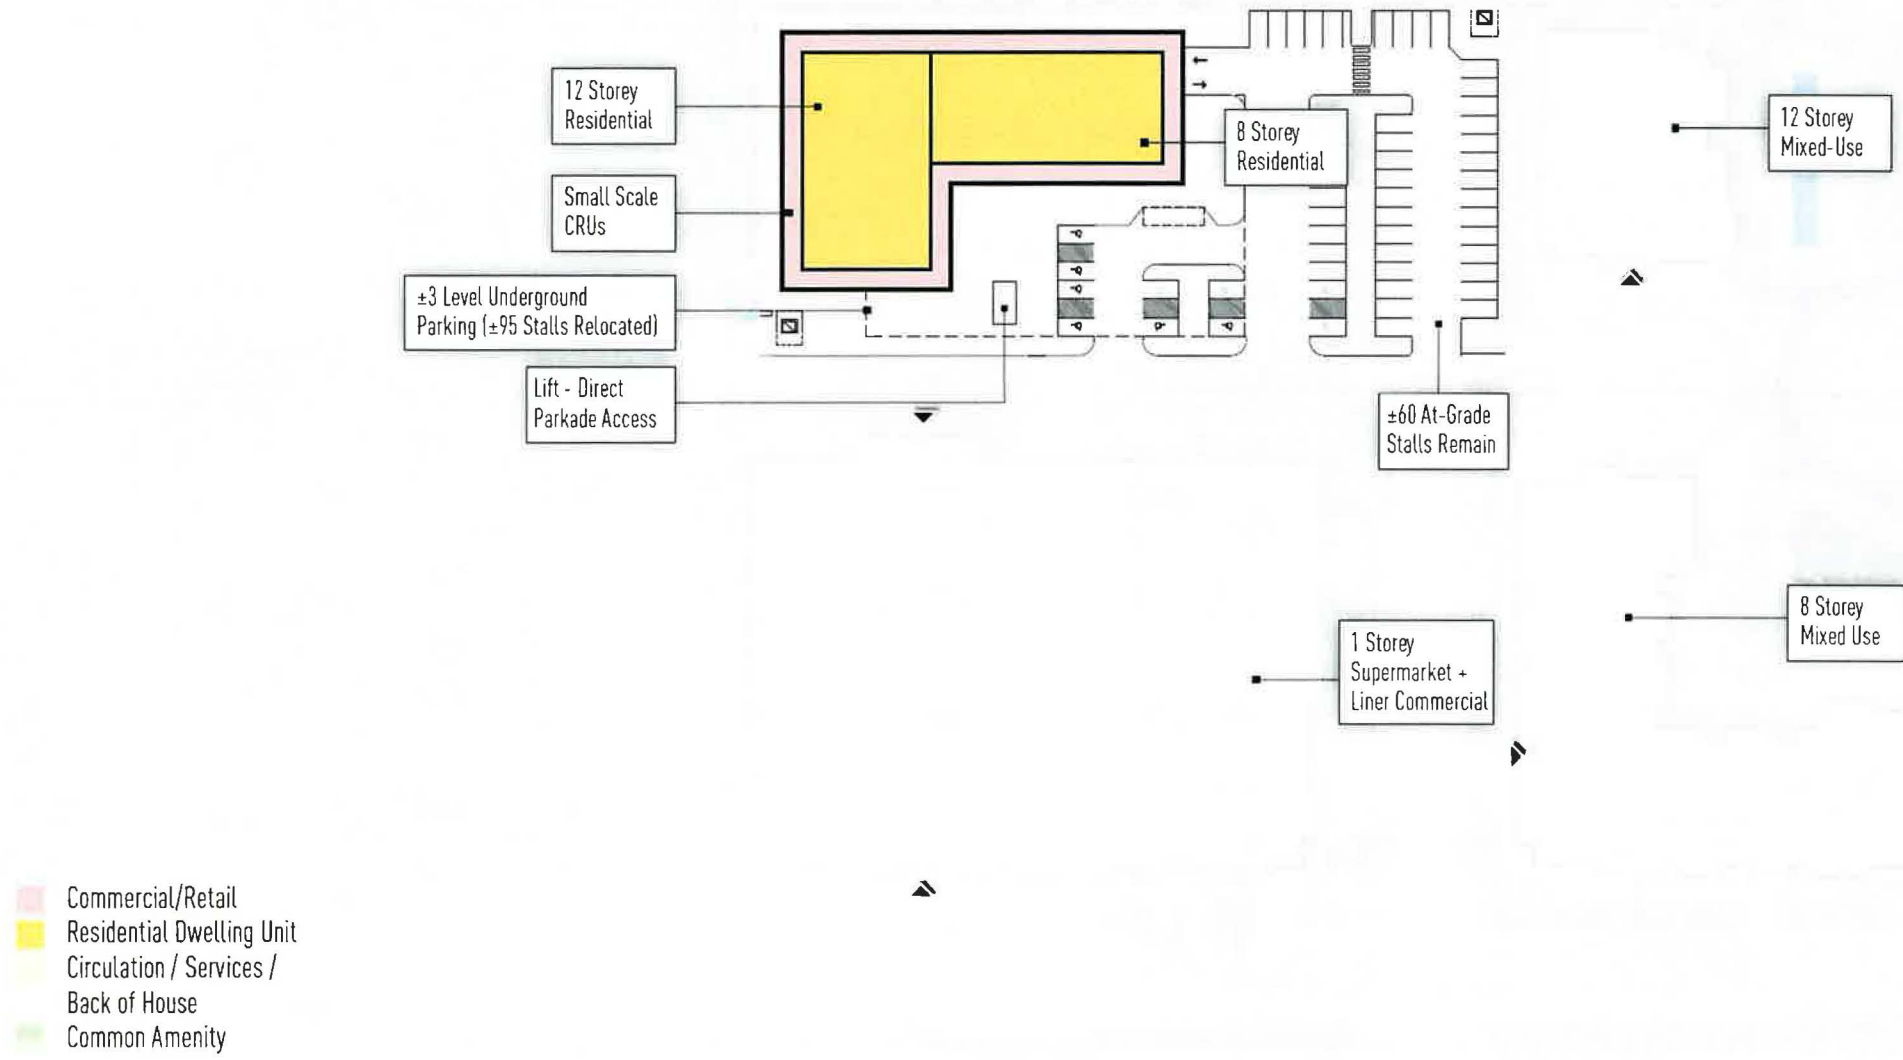 12 Storey
Residential
Small Scale
CRUs
±3 Level Underground
Parking (±95 Stalls Relocated)
Lift - Direct
Parkade Access
8 Storey
Residential
12 Storey
Mixed-Use
±60 At-Grade
Stalls Remain
1 Storey
Supermarket +
Liner Commercial
8 Storey
Mixed Use
Commercial/Retail
Residential Dwelling Unit
Circulation / Services /
Back of House
Common Amenity